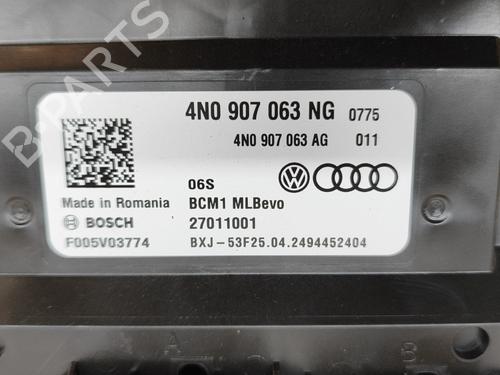 4N0 907 063 NG 0775
4N0 907 063 AG 011
06S
Made in Romania BCM1 MLBevo
BOSCH 27011001
F005V03774 BXJ-53F25.04.2494452404
A
B
B-PARTS